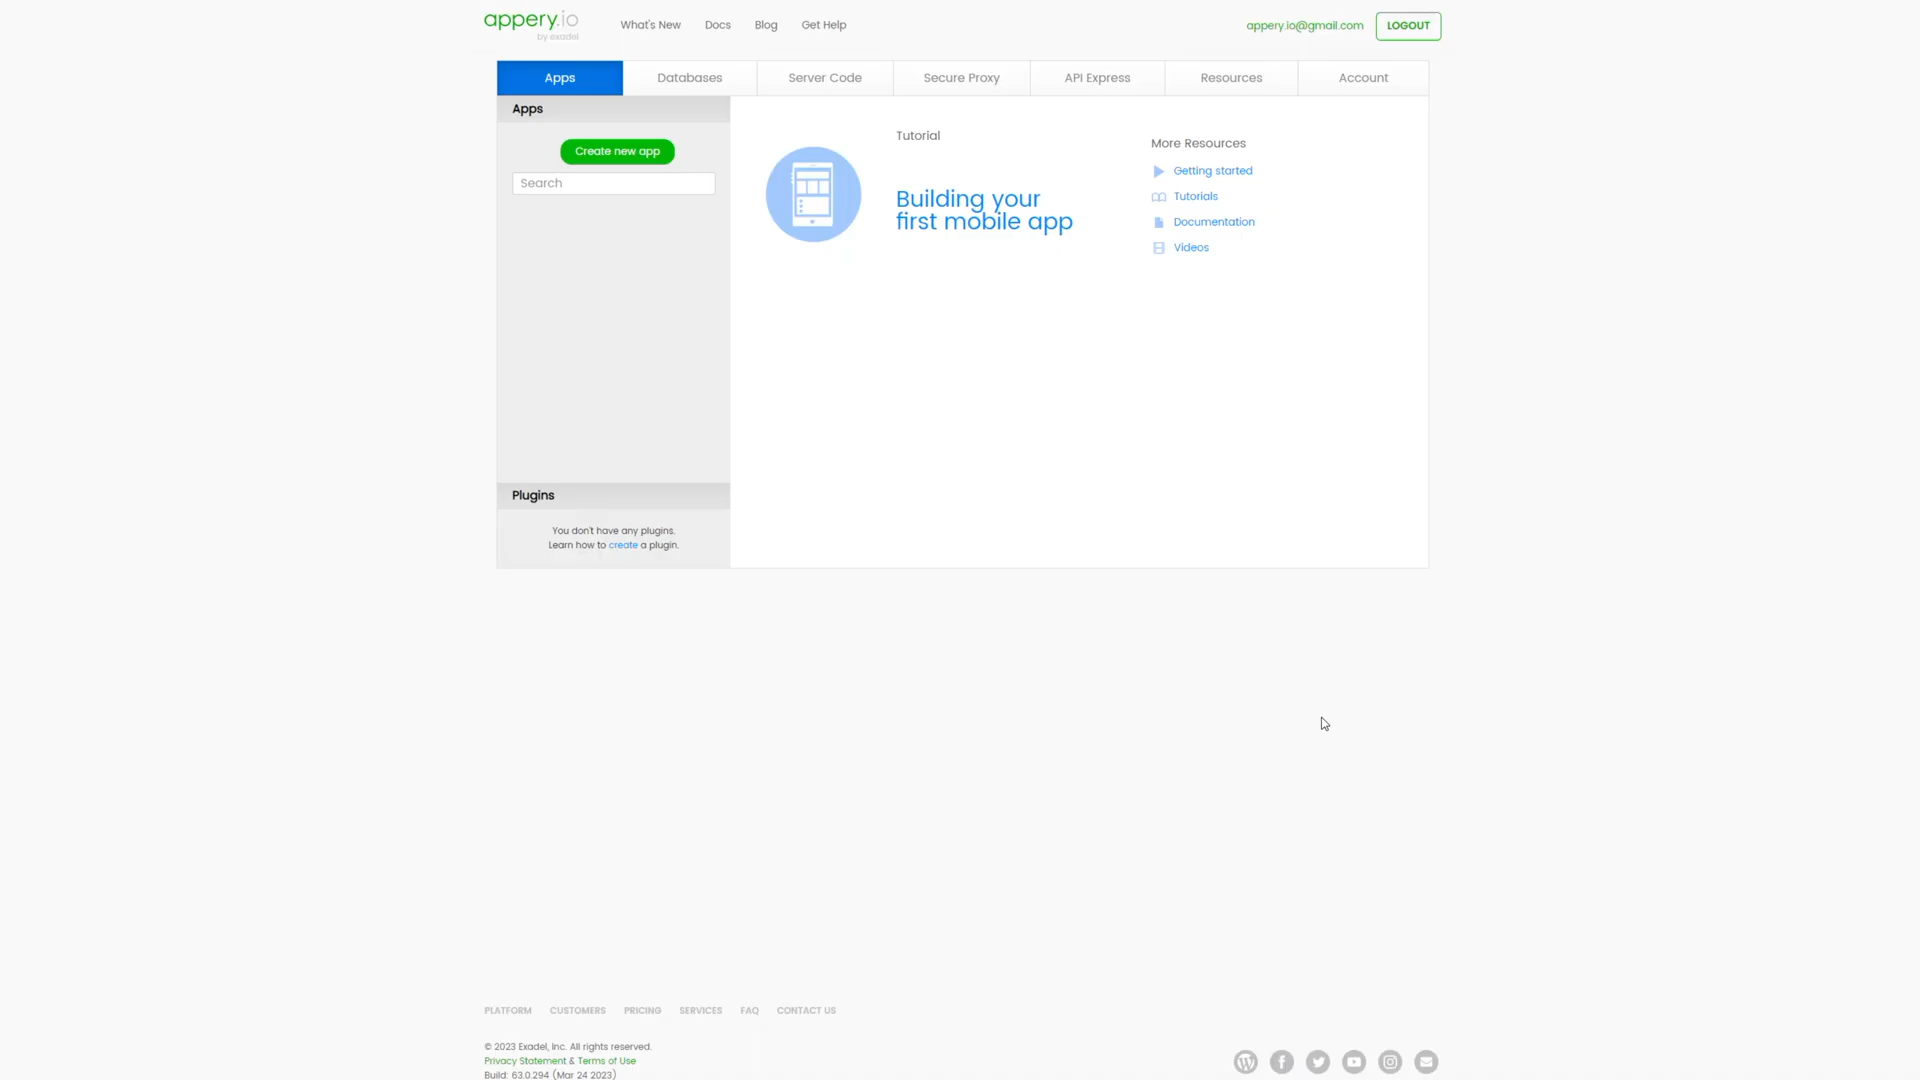 appery.io
by exadel
What's New Docs Blog Get Help
appery.io@gmail.com LOGOUT
Apps Databases Server Code Secure Proxy API Express Resources Account
Apps
Create new app
Search
Plugins
You don't have any plugins.
Learn how to create a plugin.
Tutorial
Building your
first mobile app
More Resources
Getting started
Tutorials
Documentation
Videos
PLATFORM CUSTOMERS PRICING SERVICES FAQ CONTACT US
© 2023 Exadel, Inc. All rights reserved.
Privacy Statement & Terms of Use
Build: 63.0.294 (Mar 24 2023)